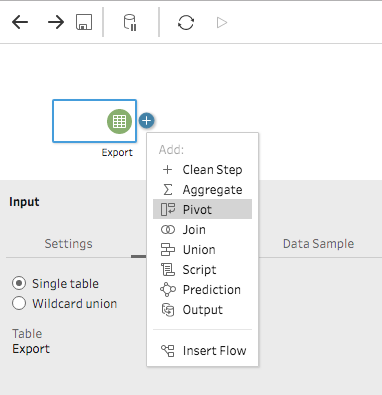 Export
Add:
Clean Step
Aggregate
Pivot
Join
Union
Script
Prediction
Output
Insert Flow
Input
Settings
Data Sample
Single table
Wildcard union
Table
Export